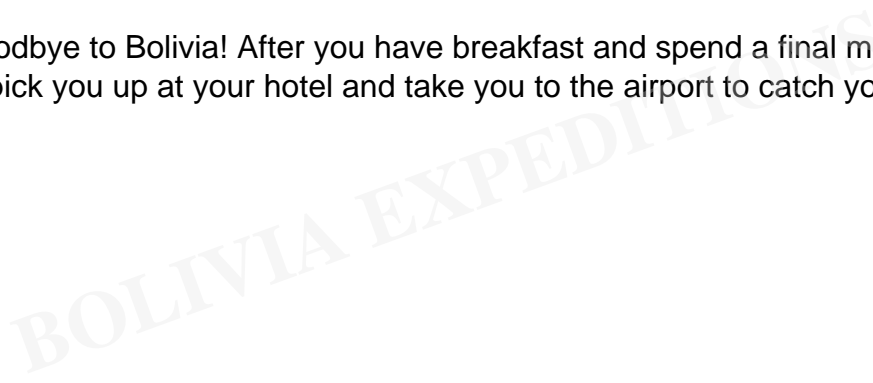 odbye to Bolivia! After you have breakfast and spend a final m
pick you up at your hotel and take you to the airport to catch yo
BOLIVIA EXPEDITIONS